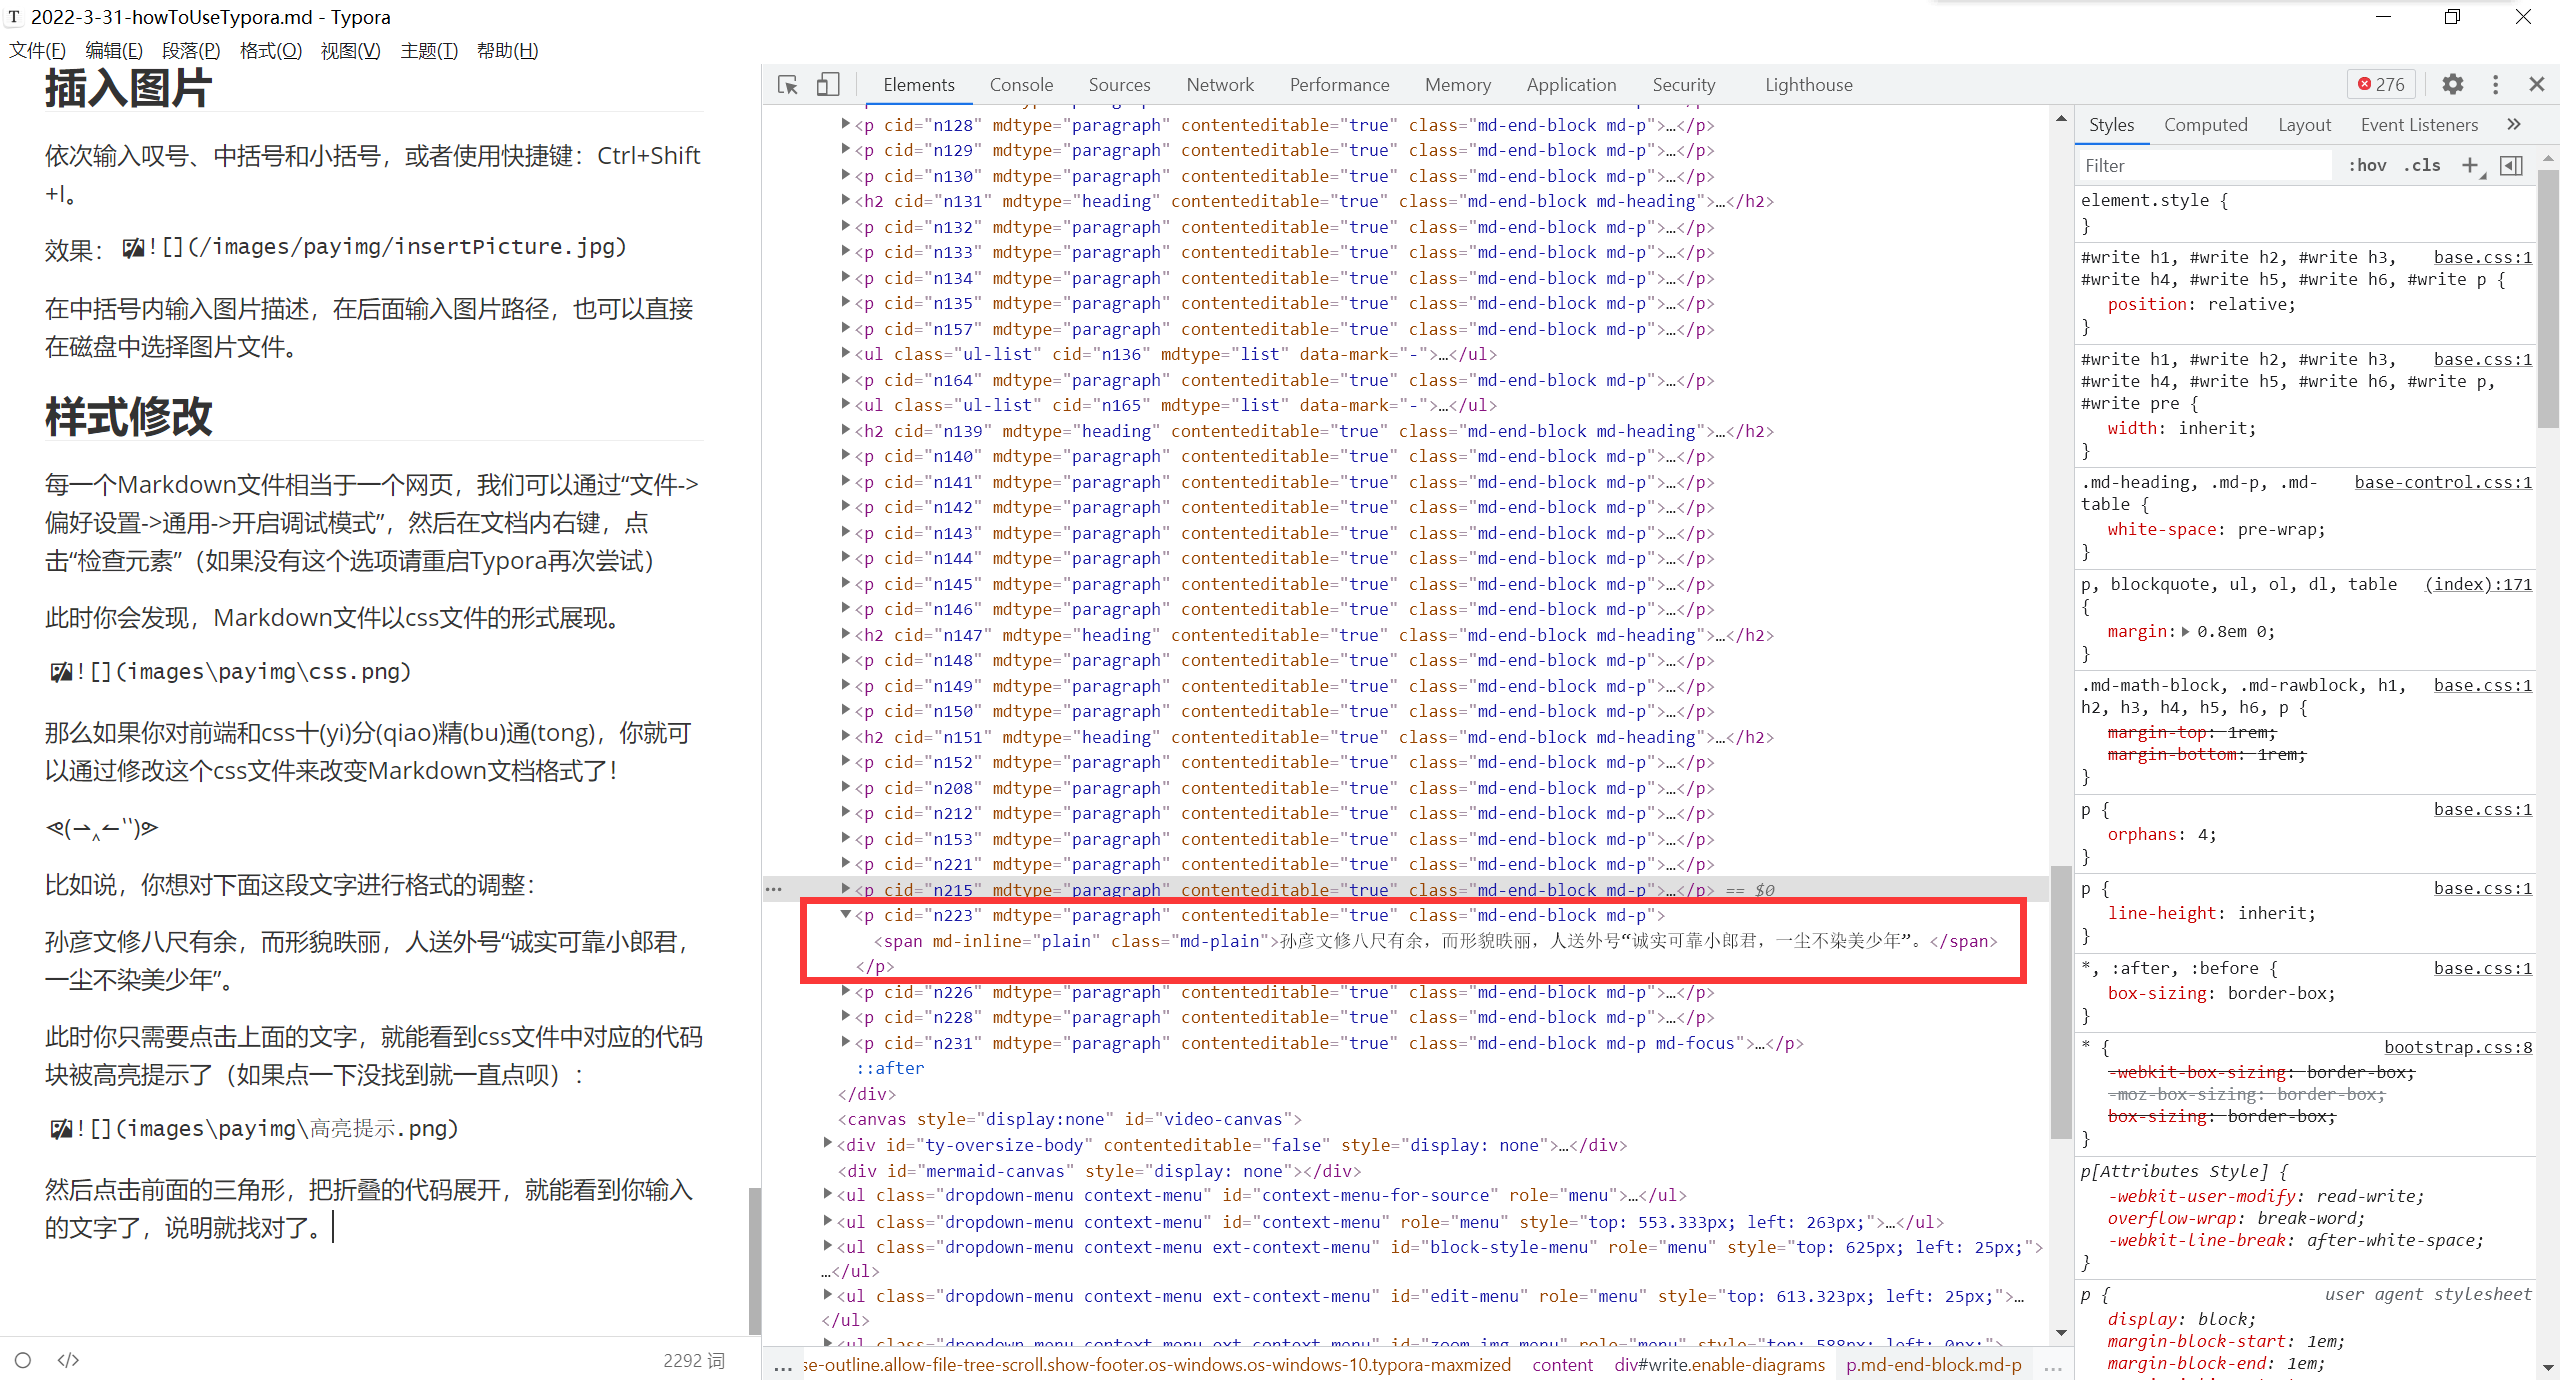 T 2022-3-31-howToUseTypora.md - Typora
文件(F) 编辑(E) 段落(P) 格式(O) 视图(V) 主题(T) 帮助(H)
插入图片
依次输入叹号、中括号和小括号，或者使用快捷键：Ctrl+Shift
+I。
效果： ![](/images/payimg/insertPicture.jpg)
在中括号内输入图片描述，在后面输入图片路径，也可以直接
在磁盘中选择图片文件。
样式修改
每一个Markdown文件相当于一个网页，我们可以通过“文件->
偏好设置->通用->开启调试模式”，然后在文档内右键，点
击“检查元素”（如果没有这个选项请重启Typora再次尝试）
此时你会发现，Markdown文件以css文件的形式展现。
![](images\payimg\css.png)
那么如果你对前端和css十(yi)分(qiao)精(bu)通(tong)，你就可
以通过修改这个css文件来改变Markdown文档格式了！
比如说，你想对下面这段文字进行格式的调整：
孙彦文修八尺有余，而形貌昳丽，人送外号“诚实可靠小郎君，
一尘不染美少年”。
此时你只需要点击上面的文字，就能看到css文件中对应的代码
块被高亮提示了（如果点一下没找到就一直点呗）：
![](images\payimg\高亮提示.png)
然后点击前面的三角形，把折叠的代码展开，就能看到你输入
的文字了，说明就找对了。
</> 2292 词
Elements Console Sources Network Performance Memory Application Security Lighthouse 276
<p cid="n128" mdtype="paragraph" contenteditable="true" class="md-end-block md-p">…</p>
<p cid="n129" mdtype="paragraph" contenteditable="true" class="md-end-block md-p">…</p>
<p cid="n130" mdtype="paragraph" contenteditable="true" class="md-end-block md-p">…</p>
<h2 cid="n131" mdtype="heading" contenteditable="true" class="md-end-block md-heading">…</h2>
<p cid="n132" mdtype="paragraph" contenteditable="true" class="md-end-block md-p">…</p>
<p cid="n133" mdtype="paragraph" contenteditable="true" class="md-end-block md-p">…</p>
<p cid="n134" mdtype="paragraph" contenteditable="true" class="md-end-block md-p">…</p>
<p cid="n135" mdtype="paragraph" contenteditable="true" class="md-end-block md-p">…</p>
<p cid="n157" mdtype="paragraph" contenteditable="true" class="md-end-block md-p">…</p>
<ul class="ul-list" cid="n136" mdtype="list" data-mark="-">…</ul>
<p cid="n164" mdtype="paragraph" contenteditable="true" class="md-end-block md-p">…</p>
<ul class="ul-list" cid="n165" mdtype="list" data-mark="-">…</ul>
<h2 cid="n139" mdtype="heading" contenteditable="true" class="md-end-block md-heading">…</h2>
<p cid="n140" mdtype="paragraph" contenteditable="true" class="md-end-block md-p">…</p>
<p cid="n141" mdtype="paragraph" contenteditable="true" class="md-end-block md-p">…</p>
<p cid="n142" mdtype="paragraph" contenteditable="true" class="md-end-block md-p">…</p>
<p cid="n143" mdtype="paragraph" contenteditable="true" class="md-end-block md-p">…</p>
<p cid="n144" mdtype="paragraph" contenteditable="true" class="md-end-block md-p">…</p>
<p cid="n145" mdtype="paragraph" contenteditable="true" class="md-end-block md-p">…</p>
<p cid="n146" mdtype="paragraph" contenteditable="true" class="md-end-block md-p">…</p>
<h2 cid="n147" mdtype="heading" contenteditable="true" class="md-end-block md-heading">…</h2>
<p cid="n148" mdtype="paragraph" contenteditable="true" class="md-end-block md-p">…</p>
<p cid="n149" mdtype="paragraph" contenteditable="true" class="md-end-block md-p">…</p>
<p cid="n150" mdtype="paragraph" contenteditable="true" class="md-end-block md-p">…</p>
<h2 cid="n151" mdtype="heading" contenteditable="true" class="md-end-block md-heading">…</h2>
<p cid="n152" mdtype="paragraph" contenteditable="true" class="md-end-block md-p">…</p>
<p cid="n208" mdtype="paragraph" contenteditable="true" class="md-end-block md-p">…</p>
<p cid="n212" mdtype="paragraph" contenteditable="true" class="md-end-block md-p">…</p>
<p cid="n153" mdtype="paragraph" contenteditable="true" class="md-end-block md-p">…</p>
<p cid="n221" mdtype="paragraph" contenteditable="true" class="md-end-block md-p">…</p>
<p cid="n215" mdtype="paragraph" contenteditable="true" class="md-end-block md-p">…</p> == $0
<p cid="n223" mdtype="paragraph" contenteditable="true" class="md-end-block md-p">
<span md-inline="plain" class="md-plain">孙彦文修八尺有余，而形貌昳丽，人送外号“诚实可靠小郎君，一尘不染美少年”。</span>
</p>
<p cid="n226" mdtype="paragraph" contenteditable="true" class="md-end-block md-p">…</p>
<p cid="n228" mdtype="paragraph" contenteditable="true" class="md-end-block md-p">…</p>
<p cid="n231" mdtype="paragraph" contenteditable="true" class="md-end-block md-p md-focus">…</p>
::after
</div>
<canvas style="display:none" id="video-canvas">
<div id="ty-oversize-body" contenteditable="false" style="display: none">…</div>
<div id="mermaid-canvas" style="display: none"></div>
<ul class="dropdown-menu context-menu" id="context-menu-for-source" role="menu">…</ul>
<ul class="dropdown-menu context-menu" id="context-menu" role="menu" style="top: 553.333px; left: 263px;">…</ul>
<ul class="dropdown-menu context-menu ext-context-menu" id="block-style-menu" role="menu" style="top: 625px; left: 25px;">
…</ul>
<ul class="dropdown-menu context-menu ext-context-menu" id="edit-menu" role="menu" style="top: 613.323px; left: 25px;">…
</ul>
<ul class="dropdown-menu context-menu ext-context-menu" id="zoom-img-menu" role="menu" style="top: 588px; left: 0px;">
… se-outline.allow-file-tree-scroll.show-footer.os-windows.os-windows-10.typora-maxmized content div#write.enable-diagrams p.md-end-block.md-p …
Styles Computed Layout Event Listeners »
Filter :hov .cls +
element.style {
}
#write h1, #write h2, #write h3, base.css:1
#write h4, #write h5, #write h6, #write p {
position: relative;
}
#write h1, #write h2, #write h3, base.css:1
#write h4, #write h5, #write h6, #write p,
#write pre {
width: inherit;
}
.md-heading, .md-p, .md- base-control.css:1
table {
white-space: pre-wrap;
}
p, blockquote, ul, ol, dl, table (index):171
{
margin: 0.8em 0;
}
.md-math-block, .md-rawblock, h1, base.css:1
h2, h3, h4, h5, h6, p {
margin-top: 1rem;
margin-bottom: 1rem;
}
p { base.css:1
orphans: 4;
}
p { base.css:1
line-height: inherit;
}
*, :after, :before { base.css:1
box-sizing: border-box;
}
* { bootstrap.css:8
-webkit-box-sizing: border-box;
-moz-box-sizing: border-box;
box-sizing: border-box;
}
p[Attributes Style] {
-webkit-user-modify: read-write;
overflow-wrap: break-word;
-webkit-line-break: after-white-space;
}
p { user agent stylesheet
display: block;
margin-block-start: 1em;
margin-block-end: 1em;